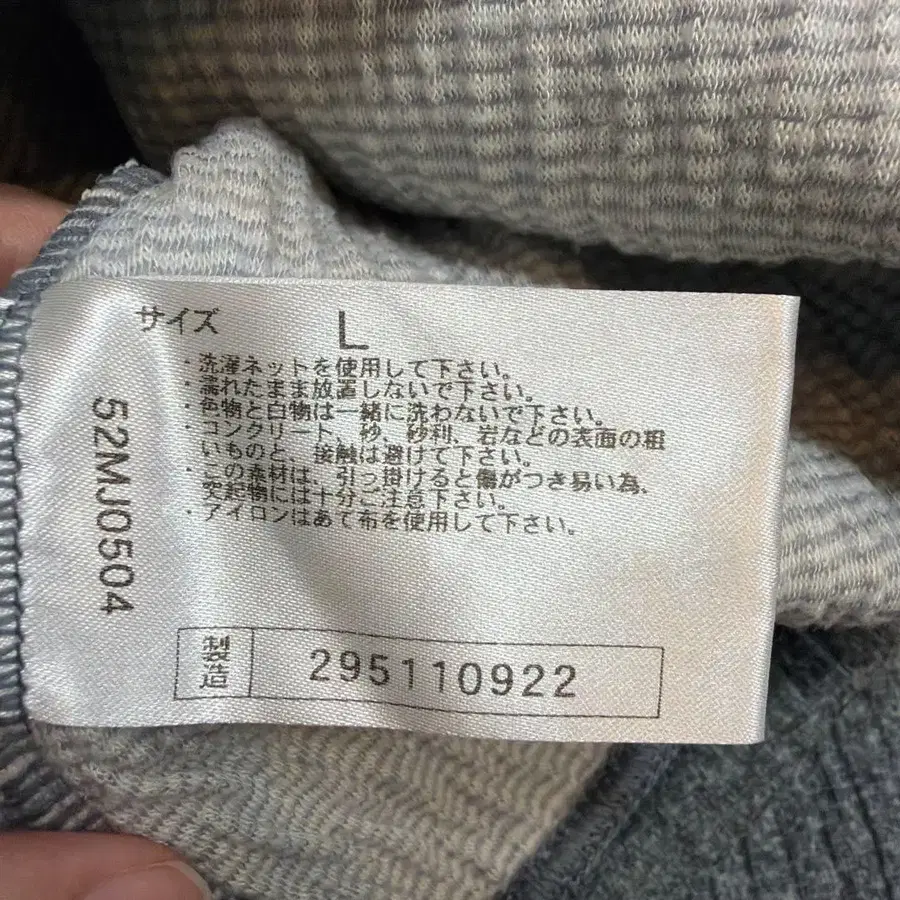 サイズ L
・洗濯ネットを使用して下さい。
・濡れたまま放置しないで下さい。
・色物と白物は一緒に洗わないで下さい。
・コンクリート、砂、砂利、岩などの表面の粗
いものと、接触は避けて下さい。
・この素材は、引っ掛けると傷がつき易い為、
突起物には十分ご注意下さい。
・アイロンはあて布を使用して下さい。
52MJ0504
製造 295110922